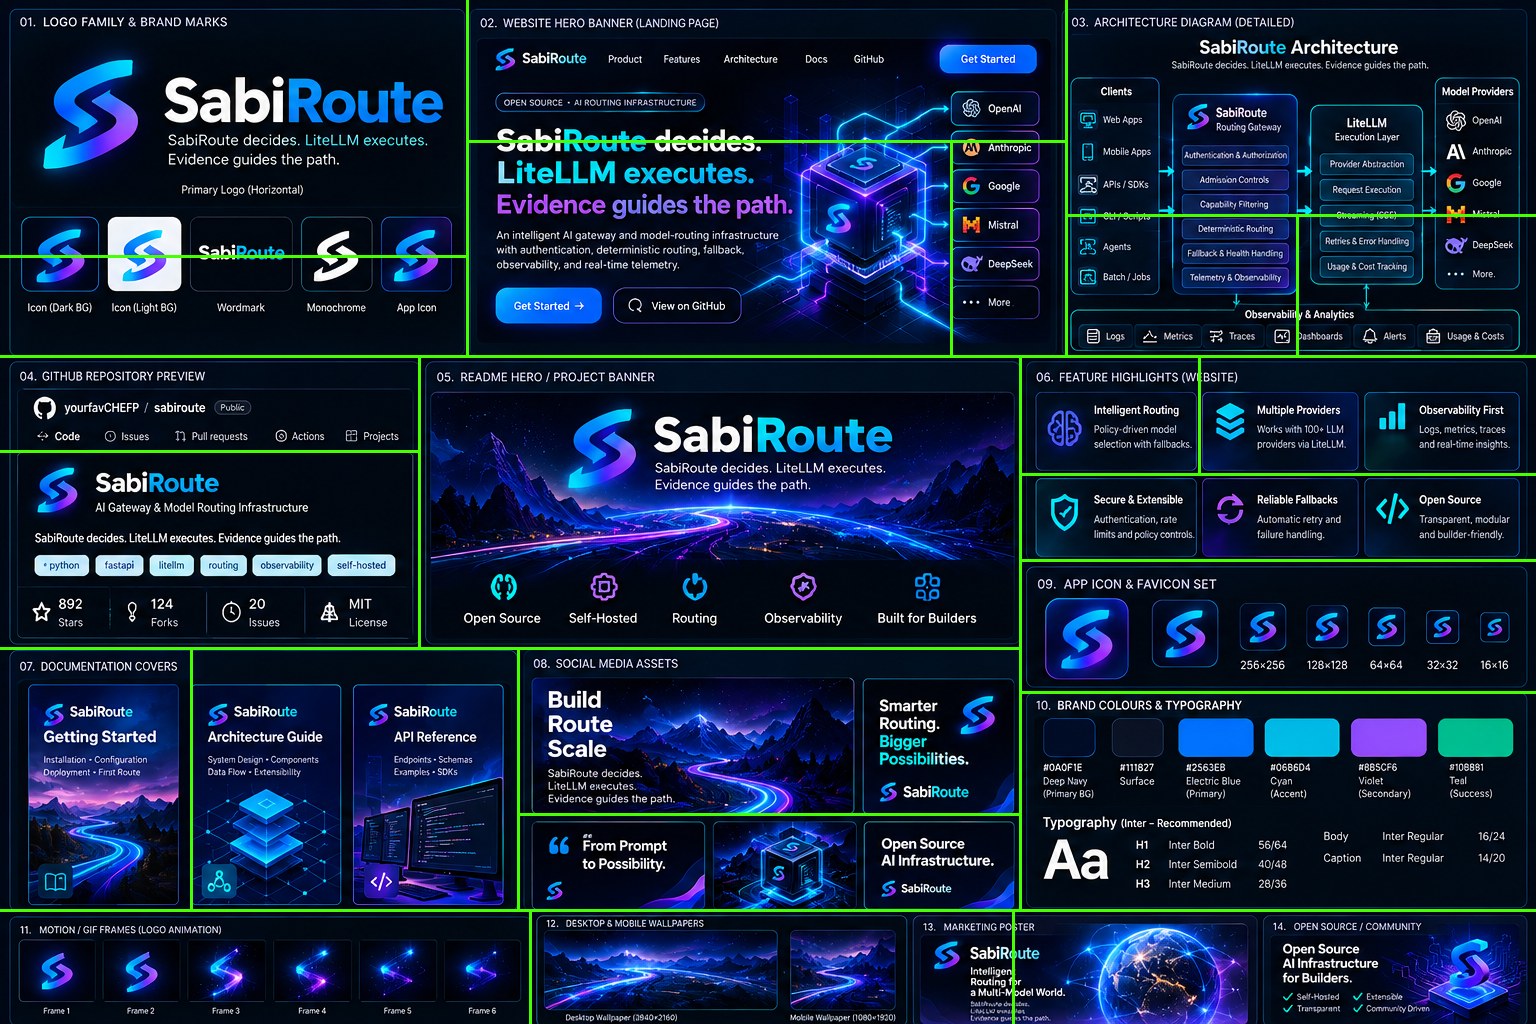 01. LOGO FAMILY & BRAND MARKS
SabiRoute
SabiRoute decides. LiteLLM executes.
Evidence guides the path.
Primary Logo (Horizontal)
SabiRoute
Icon (Dark BG)
Icon (Light BG)
Wordmark
Monochrome
App Icon
02. WEBSITE HERO BANNER (LANDING PAGE)
SabiRoute
Product
Features
Architecture
Docs
GitHub
Get Started
OPEN SOURCE • AI ROUTING INFRASTRUCTURE
SabiRoute decides.
LiteLLM executes.
Evidence guides the path.
An intelligent AI gateway and model-routing infrastructure
with authentication, deterministic routing, fallback,
observability, and real-time telemetry.
Get Started →
View on GitHub
OpenAI
Anthropic
Google
Mistral
DeepSeek
••• More
03. ARCHITECTURE DIAGRAM (DETAILED)
SabiRoute Architecture
SabiRoute decides. LiteLLM executes. Evidence guides the path.
Clients
Web Apps
Mobile Apps
APIs / SDKs
CLI / Scripts
Agents
Batch / Jobs
SabiRoute
Routing Gateway
Authentication & Authorization
Admission Controls
Capability Filtering
Deterministic Routing
Fallback & Health Handling
Telemetry & Observability
LiteLLM
Execution Layer
Provider Abstraction
Request Execution
Streaming (SSE)
Retries & Error Handling
Usage & Cost Tracking
Model Providers
OpenAI
Anthropic
Google
Mistral
DeepSeek
••• More.
Observability & Analytics
Logs
Metrics
Traces
Dashboards
Alerts
Usage & Costs
04. GITHUB REPOSITORY PREVIEW
yourfavCHEFP / sabiroute
Public
Code
Issues
Pull requests
Actions
Projects
SabiRoute
AI Gateway & Model Routing Infrastructure
SabiRoute decides. LiteLLM executes. Evidence guides the path.
python
fastapi
litellm
routing
observability
self-hosted
892
Stars
124
Forks
20
Issues
MIT
License
05. README HERO / PROJECT BANNER
SabiRoute
SabiRoute decides. LiteLLM executes.
Evidence guides the path.
Open Source
Self-Hosted
Routing
Observability
Built for Builders
06. FEATURE HIGHLIGHTS (WEBSITE)
Intelligent Routing
Policy-driven model
selection with fallbacks.
Multiple Providers
Works with 100+ LLM
providers via LiteLLM.
Observability First
Logs, metrics, traces
and real-time insights.
Secure & Extensible
Authentication, rate
limits and policy controls.
Reliable Fallbacks
Automatic retry and
failure handling.
Open Source
Transparent, modular
and builder-friendly.
07. DOCUMENTATION COVERS
SabiRoute
Getting Started
Installation • Configuration
Deployment • First Route
SabiRoute
Architecture Guide
System Design • Components
Data Flow • Extensibility
SabiRoute
API Reference
Endpoints • Schemas
Examples • SDKs
</>
08. SOCIAL MEDIA ASSETS
Build
Route
Scale
SabiRoute decides.
LiteLLM executes.
Evidence guides the path.
Smarter
Routing.
Bigger
Possibilities.
SabiRoute
From Prompt
to Possibility.
Open Source
AI Infrastructure.
SabiRoute
09. APP ICON & FAVICON SET
256×256
128×128
64×64
32×32
16×16
10. BRAND COLOURS & TYPOGRAPHY
#0A0F1E
Deep Navy
(Primary BG)
#111827
Surface
#2563EB
Electric Blue
(Primary)
#06B6D4
Cyan
(Accent)
#8B5CF6
Violet
(Secondary)
#10B881
Teal
(Success)
Typography (Inter – Recommended)
Aa
H1 Inter Bold 56/64
H2 Inter Semibold 40/48
H3 Inter Medium 28/36
Body Inter Regular 16/24
Caption Inter Regular 14/20
11. MOTION / GIF FRAMES (LOGO ANIMATION)
Frame 1
Frame 2
Frame 3
Frame 4
Frame 5
Frame 6
12. DESKTOP & MOBILE WALLPAPERS
Desktop Wallpaper (3840×2160)
Mobile Wallpaper (1080×1920)
13. MARKETING POSTER
SabiRoute
Intelligent
Routing for
a Multi-Model World.
SabiRoute decides.
LiteLLM executes.
Evidence guides the path.
14. OPEN SOURCE / COMMUNITY
Open Source
AI Infrastructure
for Builders.
Self-Hosted
Extensible
Transparent
Community Driven